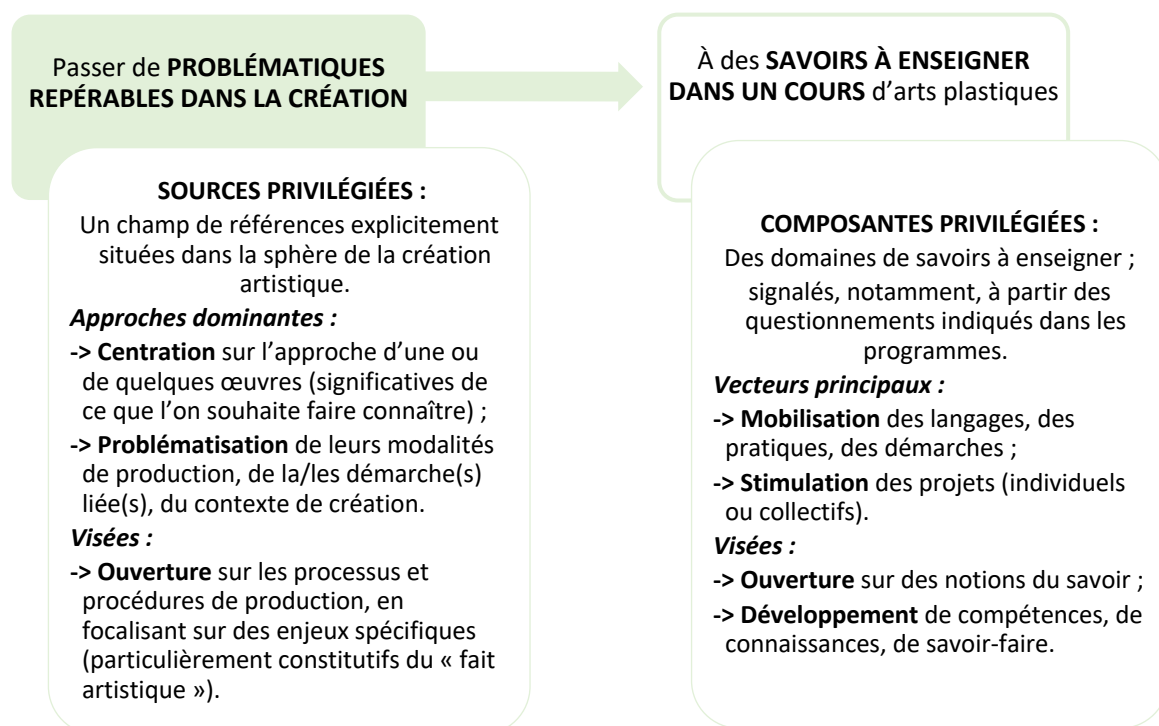 Passer de PROBLÉMATIQUES
REPÉRABLES DANS LA CRÉATION
SOURCES PRIVILÉGIÉES :
Un champ de références explicitement
situées dans la sphère de la création
artistique.
Approches dominantes :
-> Centration sur l’approche d’une ou
de quelques œuvres (significatives de
ce que l’on souhaite faire connaître) ;
-> Problématisation de leurs modalités
de production, de la/les démarche(s)
liée(s), du contexte de création.
Visées :
-> Ouverture sur les processus et
procédures de production, en
focalisant sur des enjeux spécifiques
(particulièrement constitutifs du « fait
artistique »).
À des SAVOIRS À ENSEIGNER
DANS UN COURS d’arts plastiques
COMPOSANTES PRIVILÉGIÉES :
Des domaines de savoirs à enseigner ;
signalés, notamment, à partir des
questionnements indiqués dans les
programmes.
Vecteurs principaux :
-> Mobilisation des langages, des
pratiques, des démarches ;
-> Stimulation des projets (individuels
ou collectifs).
Visées :
-> Ouverture sur des notions du savoir ;
-> Développement de compétences, de
connaissances, de savoir-faire.